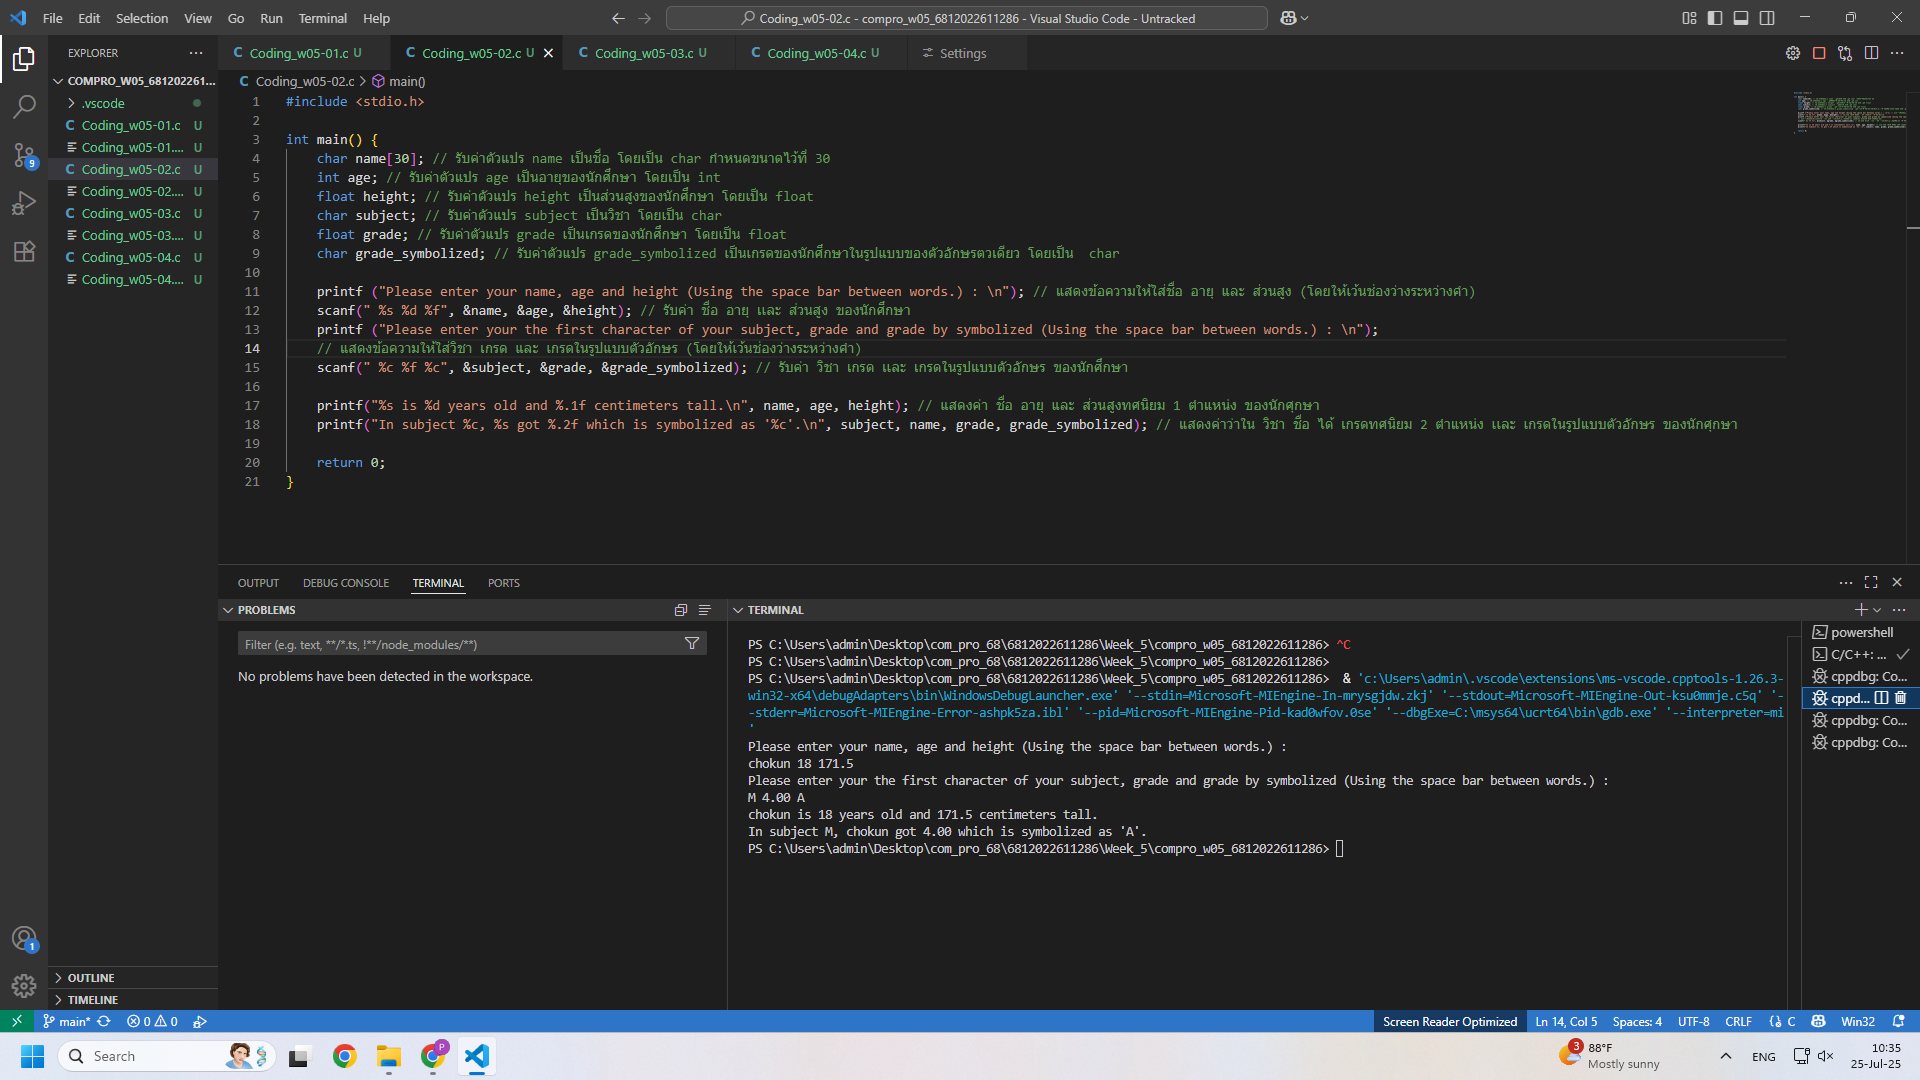 File Edit Selection View Go Run Terminal Help
Coding_w05-02.c - compro_w05_6812022611286 - Visual Studio Code - Untracked
EXPLORER
Coding_w05-01.c U
Coding_w05-02.c U
Coding_w05-03.c U
Coding_w05-04.c U
Settings
COMPRO_W05_681202261...
.vscode
Coding_w05-01.c U
Coding_w05-01.... U
Coding_w05-02.c U
Coding_w05-02.... U
Coding_w05-03.c U
Coding_w05-03.... U
Coding_w05-04.c U
Coding_w05-04.... U
9
1
OUTLINE
TIMELINE
Coding_w05-02.c > main()
1 #include <stdio.h>
2
3 int main() {
4 char name[30]; // รับค่าตัวแปร name เป็นชื่อ โดยเป็น char กำหนดขนาดไว้ที่ 30
5 int age; // รับค่าตัวแปร age เป็นอายุของนักศึกษา โดยเป็น int
6 float height; // รับค่าตัวแปร height เป็นส่วนสูงของนักศึกษา โดยเป็น float
7 char subject; // รับค่าตัวแปร subject เป็นวิชา โดยเป็น char
8 float grade; // รับค่าตัวแปร grade เป็นเกรดของนักศึกษา โดยเป็น float
9 char grade_symbolized; // รับค่าตัวแปร grade_symbolized เป็นเกรดของนักศึกษาในรูปแบบของตัวอักษรตวเดียว โดยเป็น  char
10
11 printf ("Please enter your name, age and height (Using the space bar between words.) : \n"); // แสดงข้อความให้ใส่ชื่อ อายุ และ ส่วนสูง (โดยให้เว้นช่องว่างระหว่างคำ)
12 scanf(" %s %d %f", &name, &age, &height); // รับค่า ชื่อ อายุ และ ส่วนสูง ของนักศึกษา
13 printf ("Please enter your the first character of your subject, grade and grade by symbolized (Using the space bar between words.) : \n");
14 // แสดงข้อความให้ใส่วิชา เกรด และ เกรดในรูปแบบตัวอักษร (โดยให้เว้นช่องว่างระหว่างคำ)
15 scanf(" %c %f %c", &subject, &grade, &grade_symbolized); // รับค่า วิชา เกรด และ เกรดในรูปแบบตัวอักษร ของนักศึกษา
16
17 printf("%s is %d years old and %.1f centimeters tall.\n", name, age, height); // แสดงค่า ชื่อ อายุ และ ส่วนสูงทศนิยม 1 ตำแหน่ง ของนักศุกษา
18 printf("In subject %c, %s got %.2f which is symbolized as '%c'.\n", subject, name, grade, grade_symbolized); // แสดงค่าว่าใน วิชา ชื่อ ได้ เกรดทศนิยม 2 ตำแหน่ง และ เกรดในรูปแบบตัวอักษร ของนักศุกษา
19
20 return 0;
21 }
OUTPUT DEBUG CONSOLE TERMINAL PORTS
PROBLEMS
Filter (e.g. text, **/*.ts, !**/node_modules/**)
No problems have been detected in the workspace.
TERMINAL
PS C:\Users\admin\Desktop\com_pro_68\6812022611286\Week_5\compro_w05_6812022611286> ^C
PS C:\Users\admin\Desktop\com_pro_68\6812022611286\Week_5\compro_w05_6812022611286>
PS C:\Users\admin\Desktop\com_pro_68\6812022611286\Week_5\compro_w05_6812022611286>  & 'c:\Users\admin\.vscode\extensions\ms-vscode.cpptools-1.26.3-
win32-x64\debugAdapters\bin\WindowsDebugLauncher.exe' '--stdin=Microsoft-MIEngine-In-mrysgjdw.zkj' '--stdout=Microsoft-MIEngine-Out-ksu0mmje.c5q' '-
-stderr=Microsoft-MIEngine-Error-ashpk5za.ibl' '--pid=Microsoft-MIEngine-Pid-kad0wfov.0se' '--dbgExe=C:\msys64\ucrt64\bin\gdb.exe' '--interpreter=mi
'
Please enter your name, age and height (Using the space bar between words.) :
chokun 18 171.5
Please enter your the first character of your subject, grade and grade by symbolized (Using the space bar between words.) :
M 4.00 A
chokun is 18 years old and 171.5 centimeters tall.
In subject M, chokun got 4.00 which is symbolized as 'A'.
PS C:\Users\admin\Desktop\com_pro_68\6812022611286\Week_5\compro_w05_6812022611286>
powershell
C/C++: ...
cppdbg: Co...
cppd...
cppdbg: Co...
cppdbg: Co...
main* 0 0
Screen Reader Optimized Ln 14, Col 5 Spaces: 4 UTF-8 CRLF {} C Win32
Search
P
3
88°F
Mostly sunny
ENG
10:35
25-Jul-25